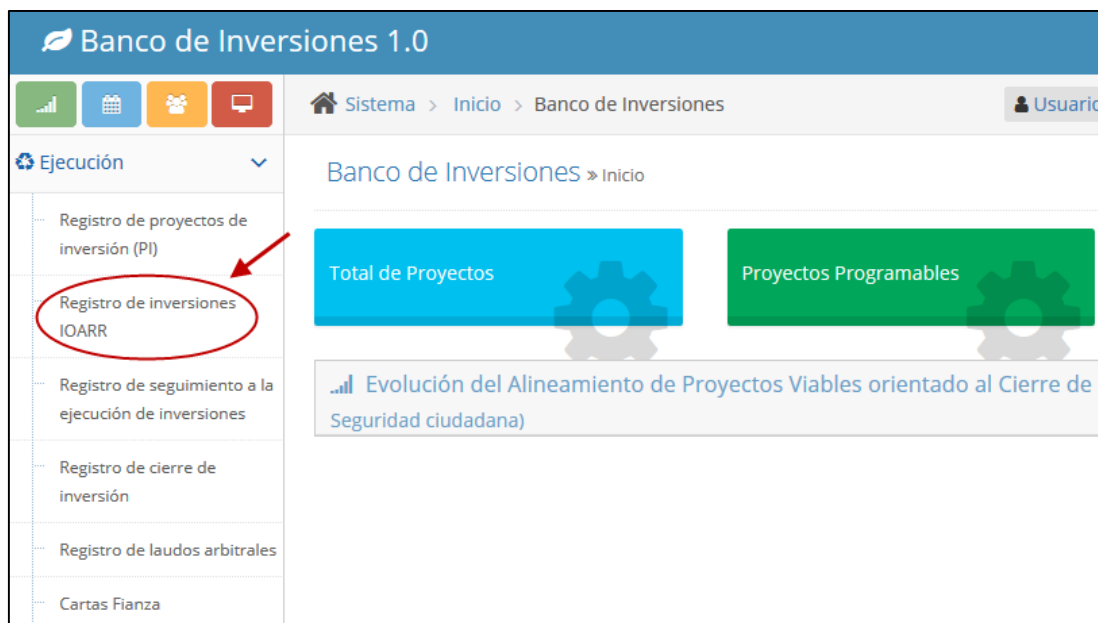 Banco de Inversiones 1.0
Sistema > Inicio > Banco de Inversiones
Usuario
Ejecución
Registro de proyectos de
inversión (PI)
Registro de inversiones
IOARR
Registro de seguimiento a la
ejecución de inversiones
Registro de cierre de
inversión
Registro de laudos arbitrales
Cartas Fianza
Banco de Inversiones » Inicio
Total de Proyectos
Proyectos Programables
Evolución del Alineamiento de Proyectos Viables orientado al Cierre de
Seguridad ciudadana)